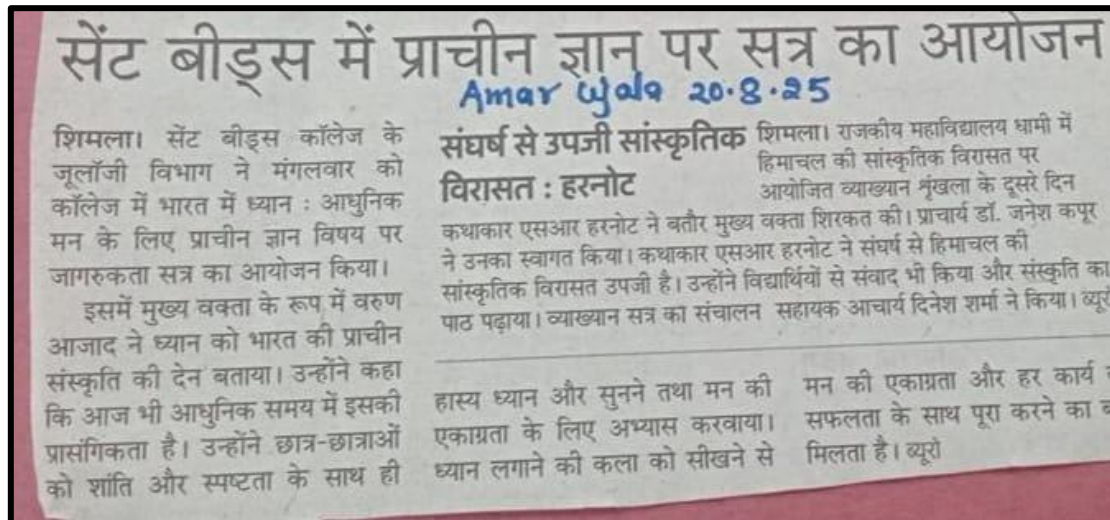 सेंट बीड्स में प्राचीन ज्ञान पर सत्र का आयोजन
Amar Ujala 20.8.25
शिमला। सेंट बीड्स कॉलेज के
जूलॉजी विभाग ने मंगलवार को
कॉलेज में भारत में ध्यान : आधुनिक
मन के लिए प्राचीन ज्ञान विषय पर
जागरुकता सत्र का आयोजन किया।
इसमें मुख्य वक्ता के रूप में वरुण
आजाद ने ध्यान को भारत की प्राचीन
संस्कृति की देन बताया। उन्होंने कहा
कि आज भी आधुनिक समय में इसकी
प्रासंगिकता है। उन्होंने छात्र-छात्राओं
को शांति और स्पष्टता के साथ ही
हास्य ध्यान और सुनने तथा मन की
एकाग्रता के लिए अभ्यास करवाया।
ध्यान लगाने की कला को सीखने से
मन की एकाग्रता और हर कार्य
सफलता के साथ पूरा करने का
मिलता है। ब्यूरो
संघर्ष से उपजी सांस्कृतिक
विरासत : हरनोट
शिमला। राजकीय महाविद्यालय धामी में
हिमाचल की सांस्कृतिक विरासत पर
आयोजित व्याख्यान शृंखला के दूसरे दिन
कथाकार एसआर हरनोट ने बतौर मुख्य वक्ता शिरकत की। प्राचार्य डॉ. जनेश कपूर
ने उनका स्वागत किया। कथाकार एसआर हरनोट ने संघर्ष से हिमाचल की
सांस्कृतिक विरासत उपजी है। उन्होंने विद्यार्थियों से संवाद भी किया और संस्कृति का
पाठ पढ़ाया। व्याख्यान सत्र का संचालन सहायक आचार्य दिनेश शर्मा ने किया।